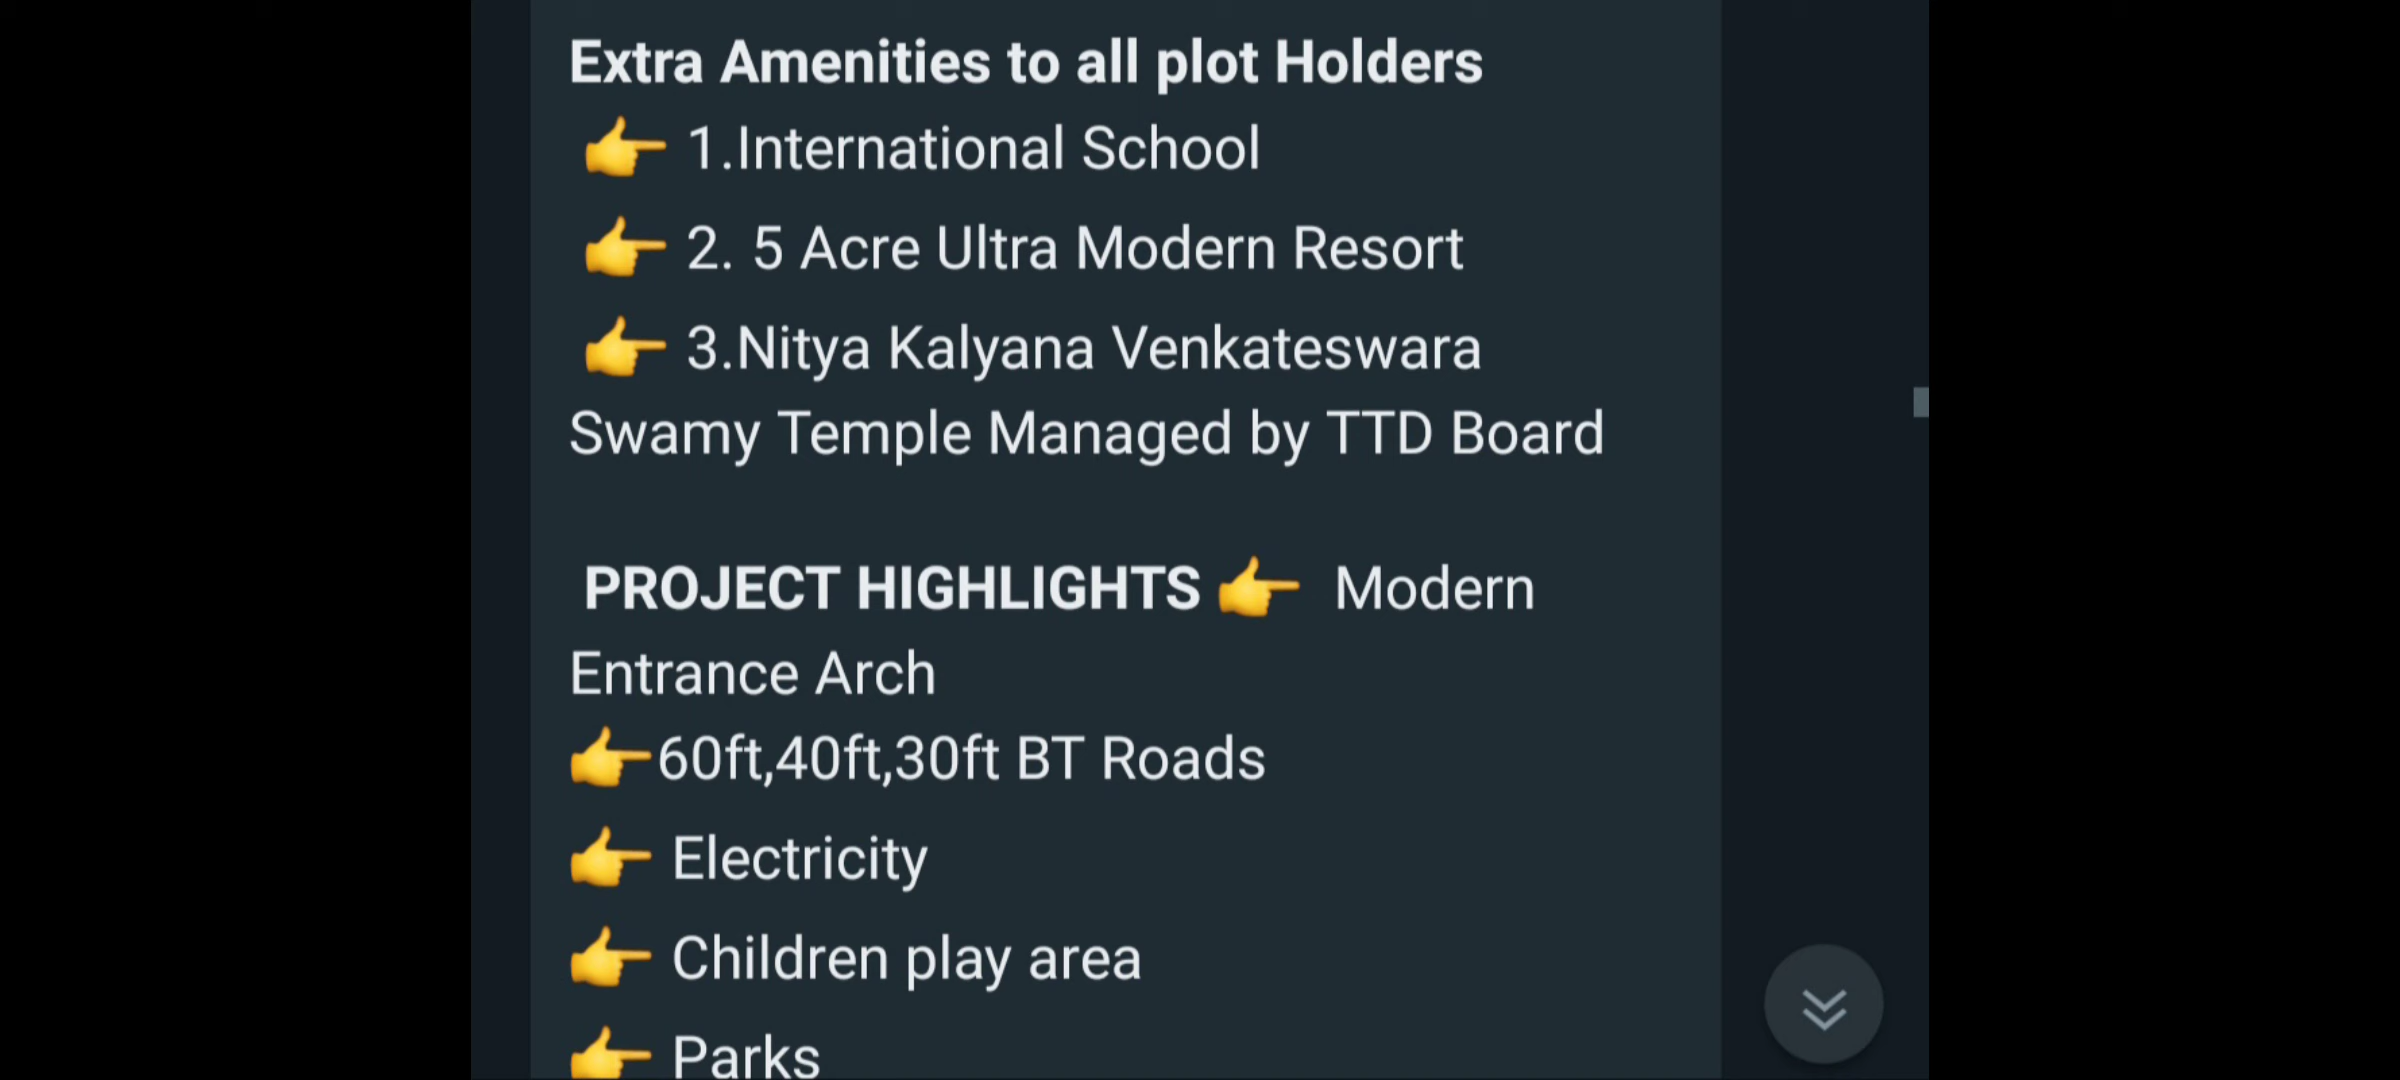 Extra Amenities to all plot Holders
👉 1.International School
👉 2. 5 Acre Ultra Modern Resort
👉 3.Nitya Kalyana Venkateswara
Swamy Temple Managed by TTD Board
PROJECT HIGHLIGHTS 👉 Modern
Entrance Arch
👉60ft,40ft,30ft BT Roads
👉 Electricity
👉 Children play area
👉 Parks